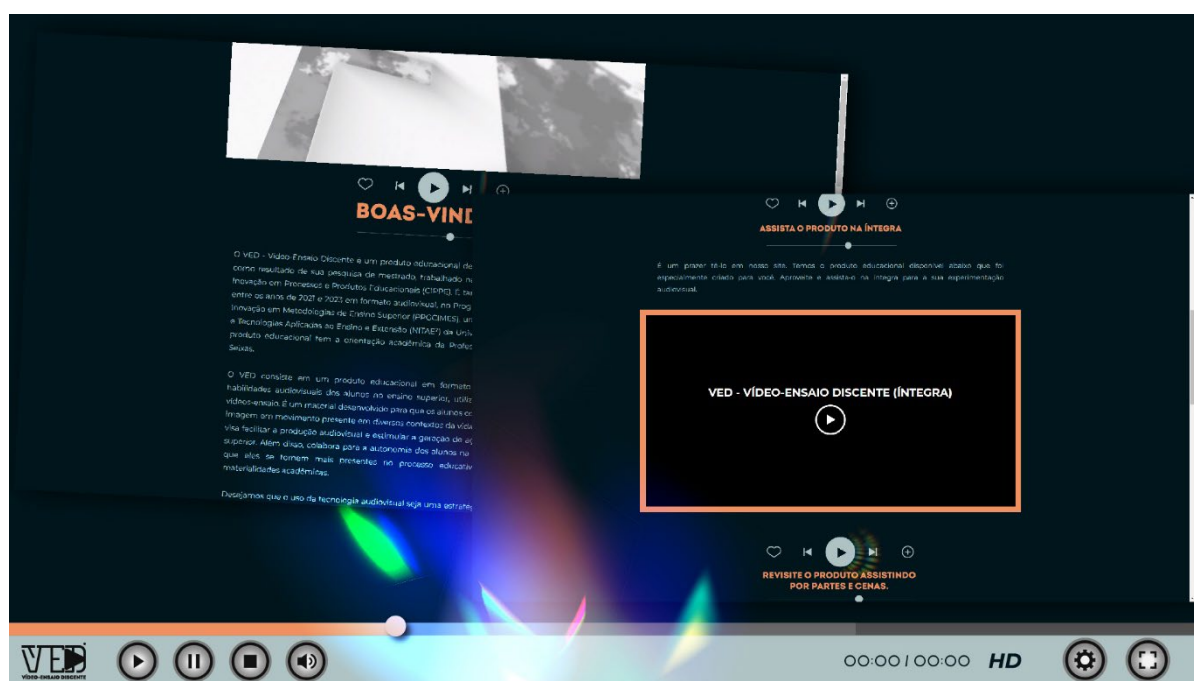 BOAS-VIND
O VED - Vídeo-Ensaio Discente é um produto educacional de
como resultado de sua pesquisa de mestrado, trabalhado na
Inovação em Processos e Produtos Educacionais (CIPPE). É
entre os anos de 2021 e 2023 em formato audiovisual, no Prog
Inovação em Metodologias de Ensino Superior (PPGCIMES), un
e Tecnologias Aplicadas ao Ensino e Extensão (NITAE²) da Univ
produto educacional tem a orientação acadêmica da Profes
Seixas.
O VED consiste em um produto educacional em formato
habilidades audiovisuais dos alunos no ensino superior, utiliz
vídeos-ensaio. É um material desenvolvido para que os alunos co
imagem em movimento presente em diversos contextos da vida
visa facilitar a produção audiovisual e estimular a geração de aç
superior. Além disso, colabora para a autonomia dos alunos na
que eles se tornem mais presentes no processo educativ
materialidades acadêmicas.
Desejamos que o uso da tecnologia audiovisual seja uma estratég
ASSISTA O PRODUTO NA ÍNTEGRA
É um prazer tê-lo em nosso site. Temos o produto educacional disponível abaixo que foi
especialmente criado para você. Aproveite e assista-o na íntegra para a sua experimentação
audiovisual.
VED - VÍDEO-ENSAIO DISCENTE (ÍNTEGRA)
REVISITE O PRODUTO ASSISTINDO
POR PARTES E CENAS.
VED
VÍDEO-ENSAIO DISCENTE
00:00 / 00:00 HD